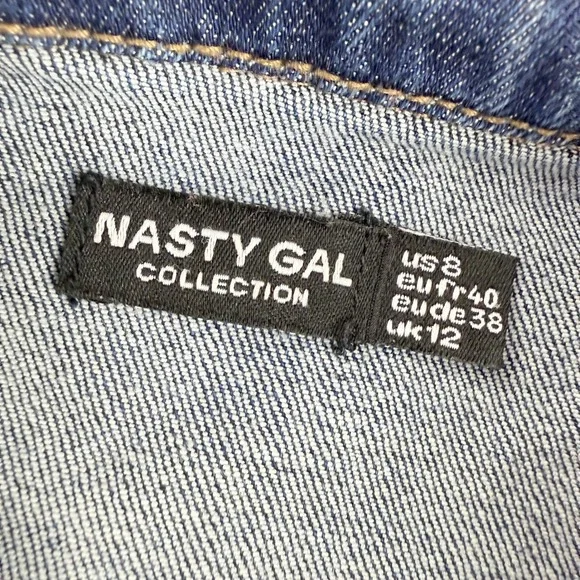 NASTY GAL
COLLECTION
us 8
eu fr 40
eu de 38
uk 12